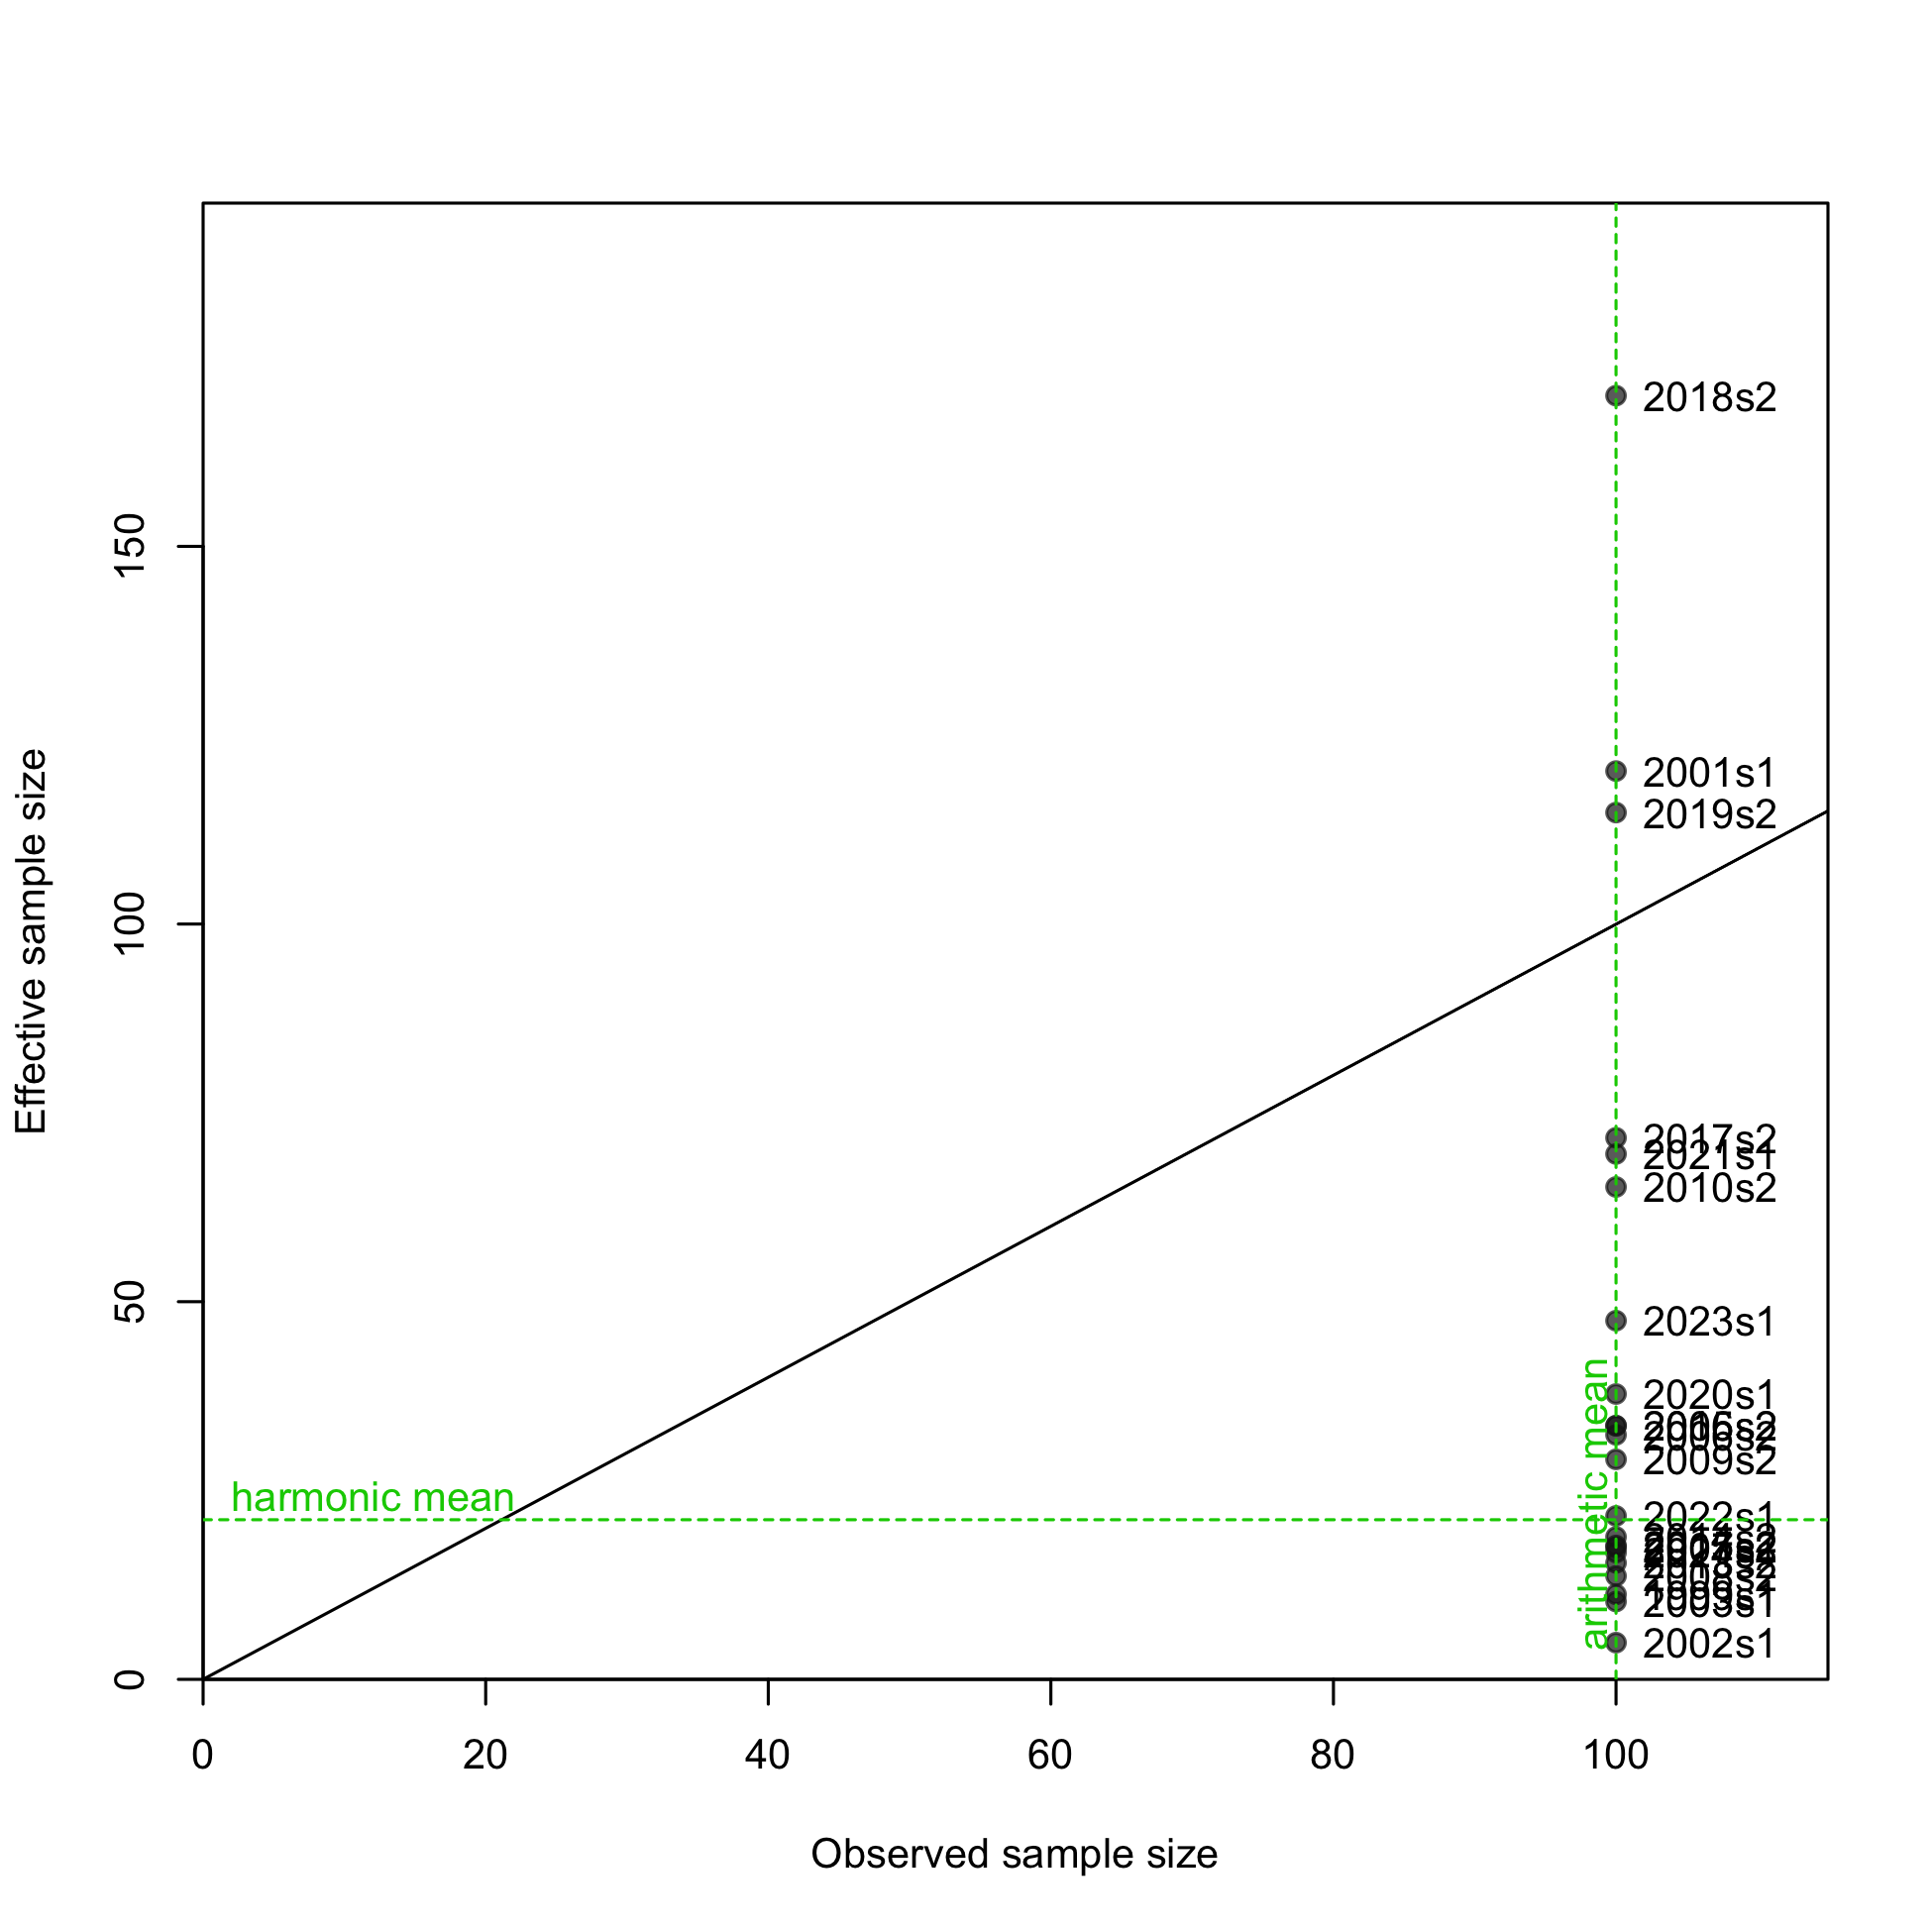 2018s2
150
2001s1
2019s2
100
Effective sample size
2017s2
2021s1
2010s2
50
2023s1
2020s1
2009s2
harmonic mean
arithmetic mean
2022s1
2003s1
2002s1
0
0 20 40 60 80 100
Observed sample size